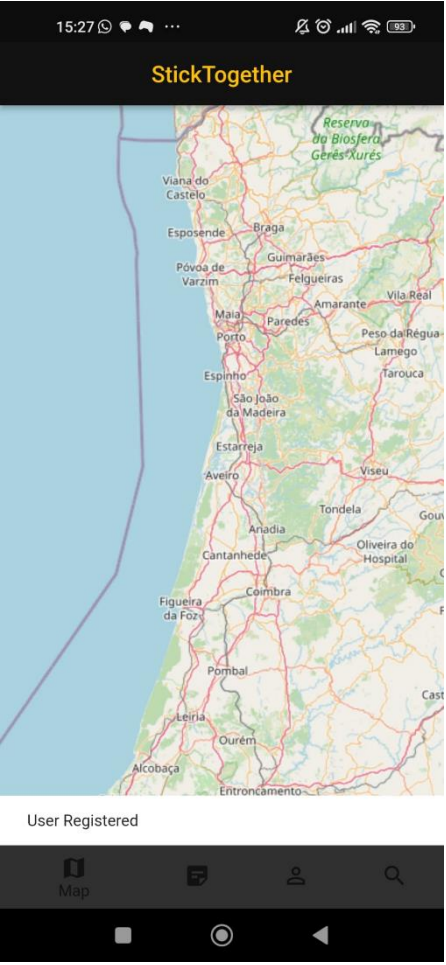 15:27
93
StickTogether
Reserva
da Biosfera
Gerês-Xurés
Viana do
Castelo
Esposende
Braga
Guimarães
Póvoa de
Varzim
Felgueiras
Amarante
Vila Real
Maia
Paredes
Porto
Peso da Régua
Lamego
Espinho
Tarouca
São João
da Madeira
Estarreja
Viseu
Aveiro
Tondela
Gouv
Anadia
Oliveira do
Hospital
Cantanhede
Coimbra
Figueira
da Foz
Pombal
Cast
Leiria
Ourém
Alcobaça
Entroncamento
User Registered
Map